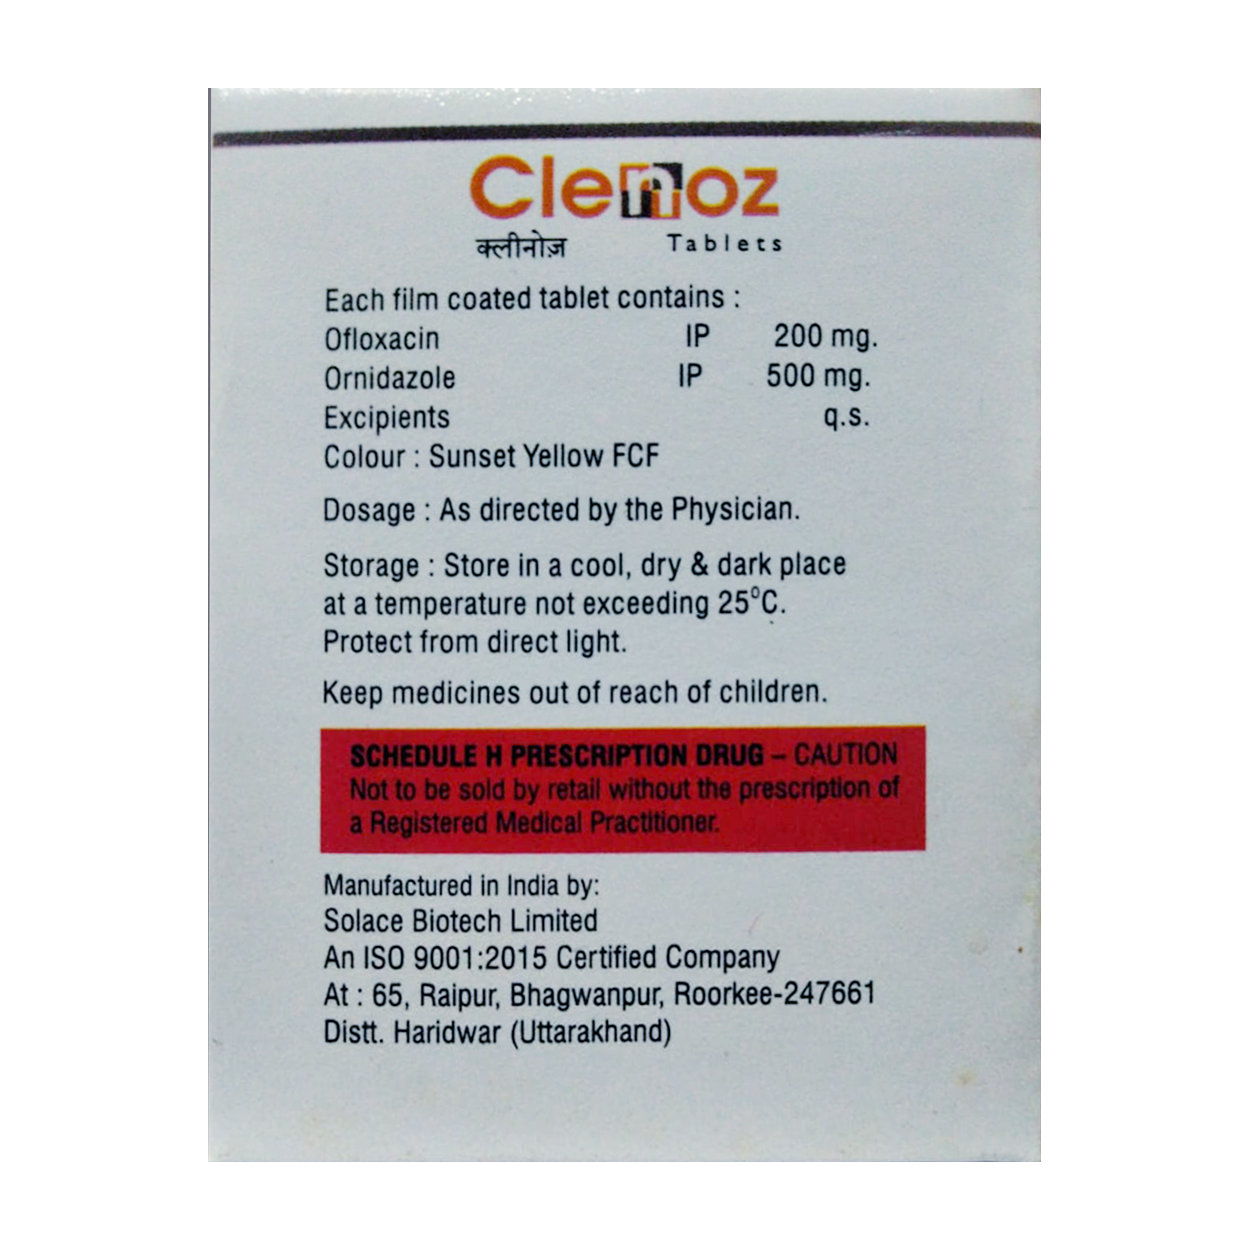 Clenoz
क्लीनोज़ Tablets
Each film coated tablet contains :
Ofloxacin IP 200 mg.
Ornidazole IP 500 mg.
Excipients q.s.
Colour : Sunset Yellow FCF
Dosage : As directed by the Physician.
Storage : Store in a cool, dry & dark place
at a temperature not exceeding 25⁰C.
Protect from direct light.
Keep medicines out of reach of children.
SCHEDULE H PRESCRIPTION DRUG – CAUTION
Not to be sold by retail without the prescription of
a Registered Medical Practitioner.
Manufactured in India by:
Solace Biotech Limited
An ISO 9001:2015 Certified Company
At : 65, Raipur, Bhagwanpur, Roorkee-247661
Distt. Haridwar (Uttarakhand)